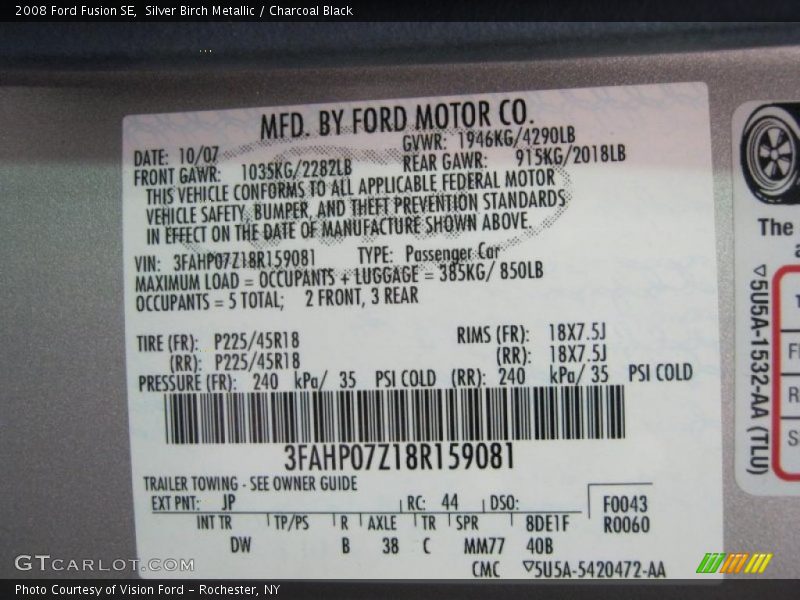 2008 Ford Fusion SE, Silver Birch Metallic / Charcoal Black
MFD. BY FORD MOTOR CO.
DATE: 10/07 GVWR: 1946KG/4290LB
FRONT GAWR: 1035KG/2282LB REAR GAWR: 915KG/2018LB
THIS VEHICLE CONFORMS TO ALL APPLICABLE FEDERAL MOTOR
VEHICLE SAFETY, BUMPER, AND THEFT PREVENTION STANDARDS
IN EFFECT ON THE DATE OF MANUFACTURE SHOWN ABOVE.
VIN: 3FAHP07Z18R159081 TYPE: Passenger Car
MAXIMUM LOAD = OCCUPANTS + LUGGAGE = 385KG/ 850LB
OCCUPANTS = 5 TOTAL; 2 FRONT, 3 REAR
TIRE (FR): P225/45R18 RIMS (FR): 18X7.5J
(RR): P225/45R18 (RR): 18X7.5J
PRESSURE (FR): 240 kPa/ 35 PSI COLD (RR): 240 kPa/ 35 PSI COLD
3FAHP07Z18R159081
TRAILER TOWING - SEE OWNER GUIDE
EXT PNT: JP RC: 44 DSO: F0043
INT TR TP/PS R AXLE TR SPR 8DE1F R0060
DW B 38 C MM77 40B
CMC ▽5U5A-5420472-AA
The
▽5U5A-1532-AA (TLU)
GTCARLOT.COM
Photo Courtesy of Vision Ford – Rochester, NY